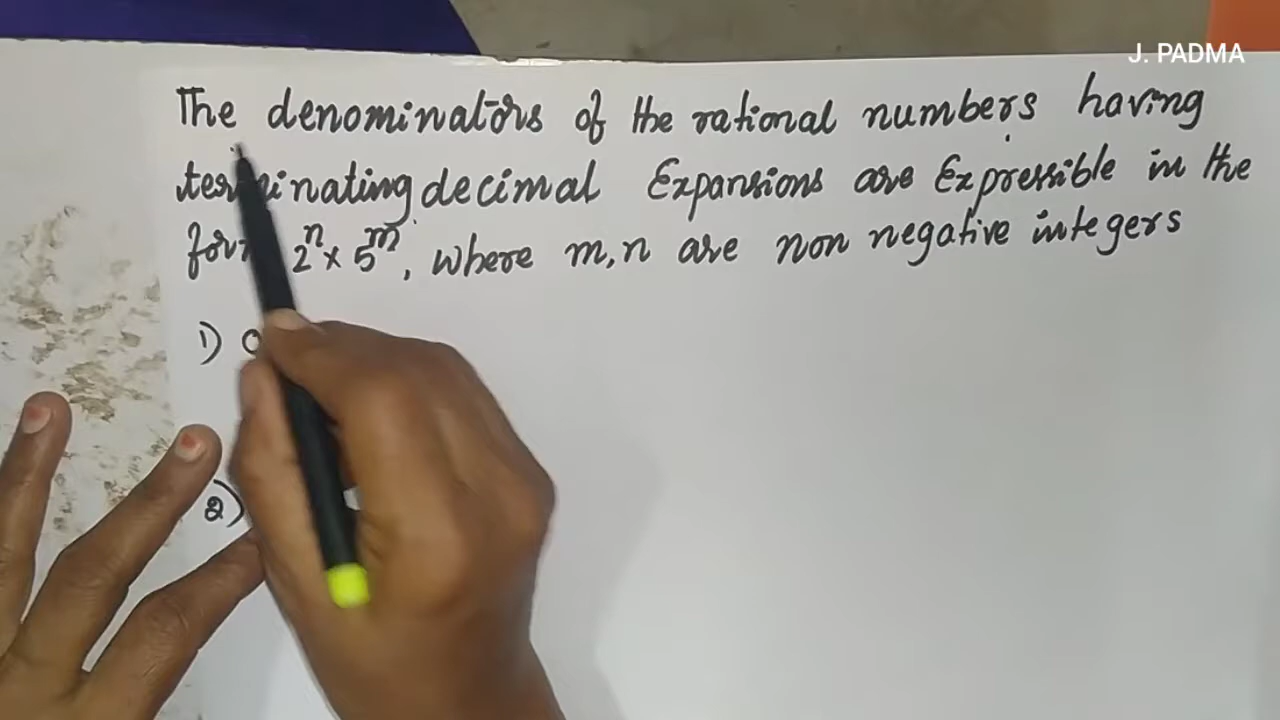 J. PADMA
The denominators of the rational numbers having
terminating decimal Expansions are Expressible in the
form 2ⁿ × 5ᵐ, where m,n are non negative integers
1)
2)